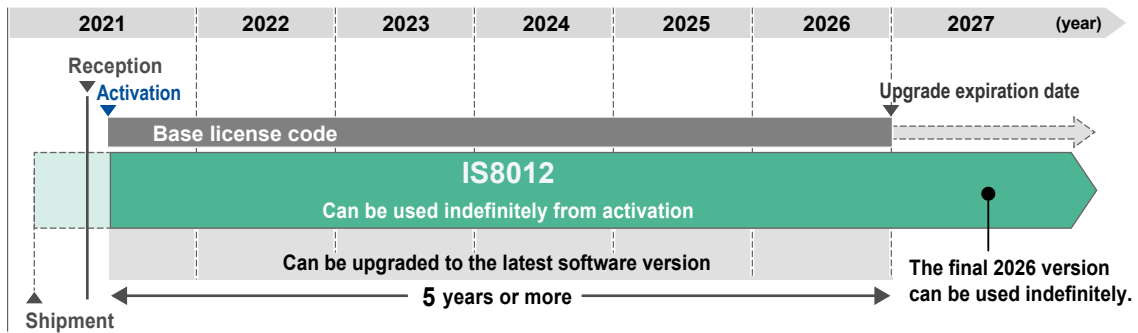 2021 2022 2023 2024 2025 2026 2027 (year)
Reception
Activation
Upgrade expiration date
Base license code
IS8012
Can be used indefinitely from activation
Can be upgraded to the latest software version
The final 2026 version
can be used indefinitely.
5 years or more
Shipment